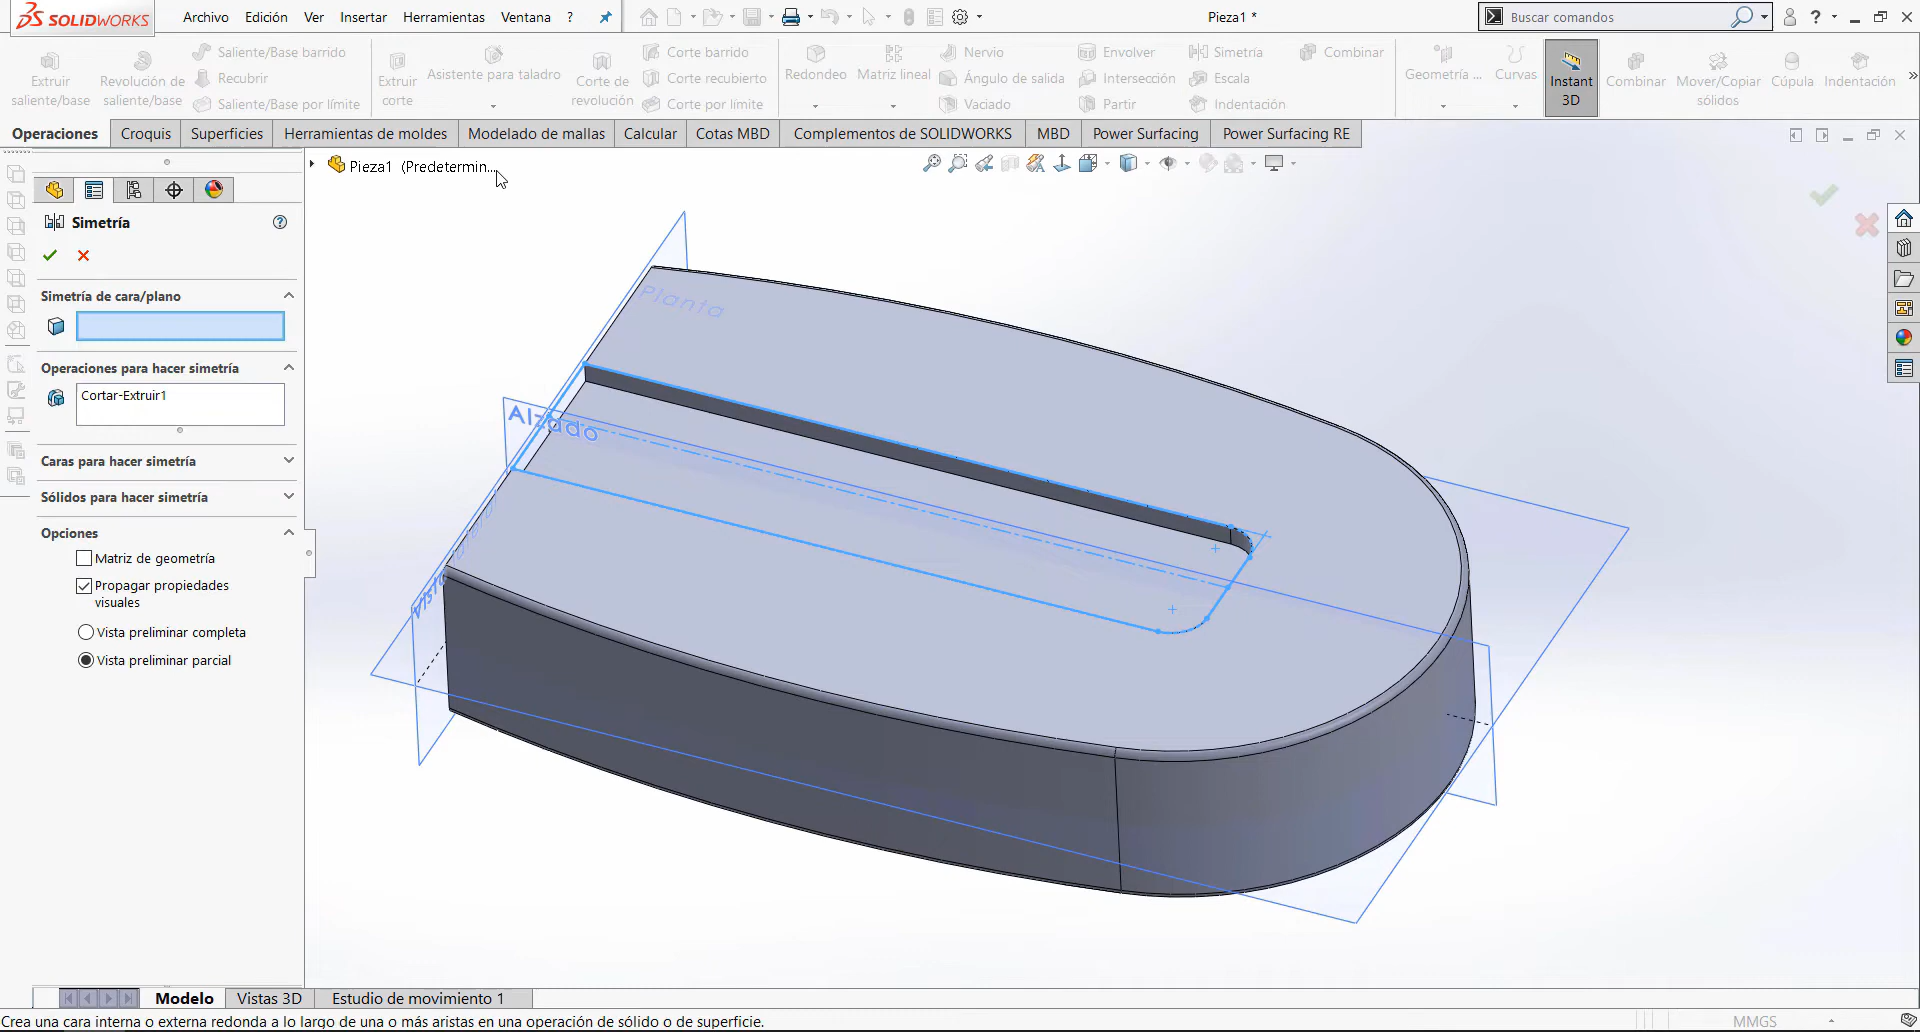 SOLIDWORKS
Archivo Edición Ver Insertar Herramientas Ventana ?
Pieza1 *
Buscar comandos
Extruir saliente/base
Revolución de saliente/base
Saliente/Base barrido
Recubrir
Saliente/Base por límite
Extruir corte
Asistente para taladro
Corte de revolución
Corte barrido
Corte recubierto
Corte por límite
Redondeo
Matriz lineal
Nervio
Ángulo de salida
Vaciado
Envolver
Intersección
Partir
Simetría
Escala
Indentación
Combinar
Geometría ...
Curvas
Instant 3D
Combinar
Mover/Copiar sólidos
Cúpula
Indentación
Operaciones Croquis Superficies Herramientas de moldes Modelado de mallas Calcular Cotas MBD Complementos de SOLIDWORKS MBD Power Surfacing Power Surfacing RE
Pieza1 (Predetermin...
Simetría
Simetría de cara/plano
Operaciones para hacer simetría
Cortar-Extruir1
Caras para hacer simetría
Sólidos para hacer simetría
Opciones
Matriz de geometría
Propagar propiedades
visuales
Vista preliminar completa
Vista preliminar parcial
Planta
Alzado
Modelo Vistas 3D Estudio de movimiento 1
Crea una cara interna o externa redonda a lo largo de una o más aristas en una operación de sólido o de superficie.
MMGS